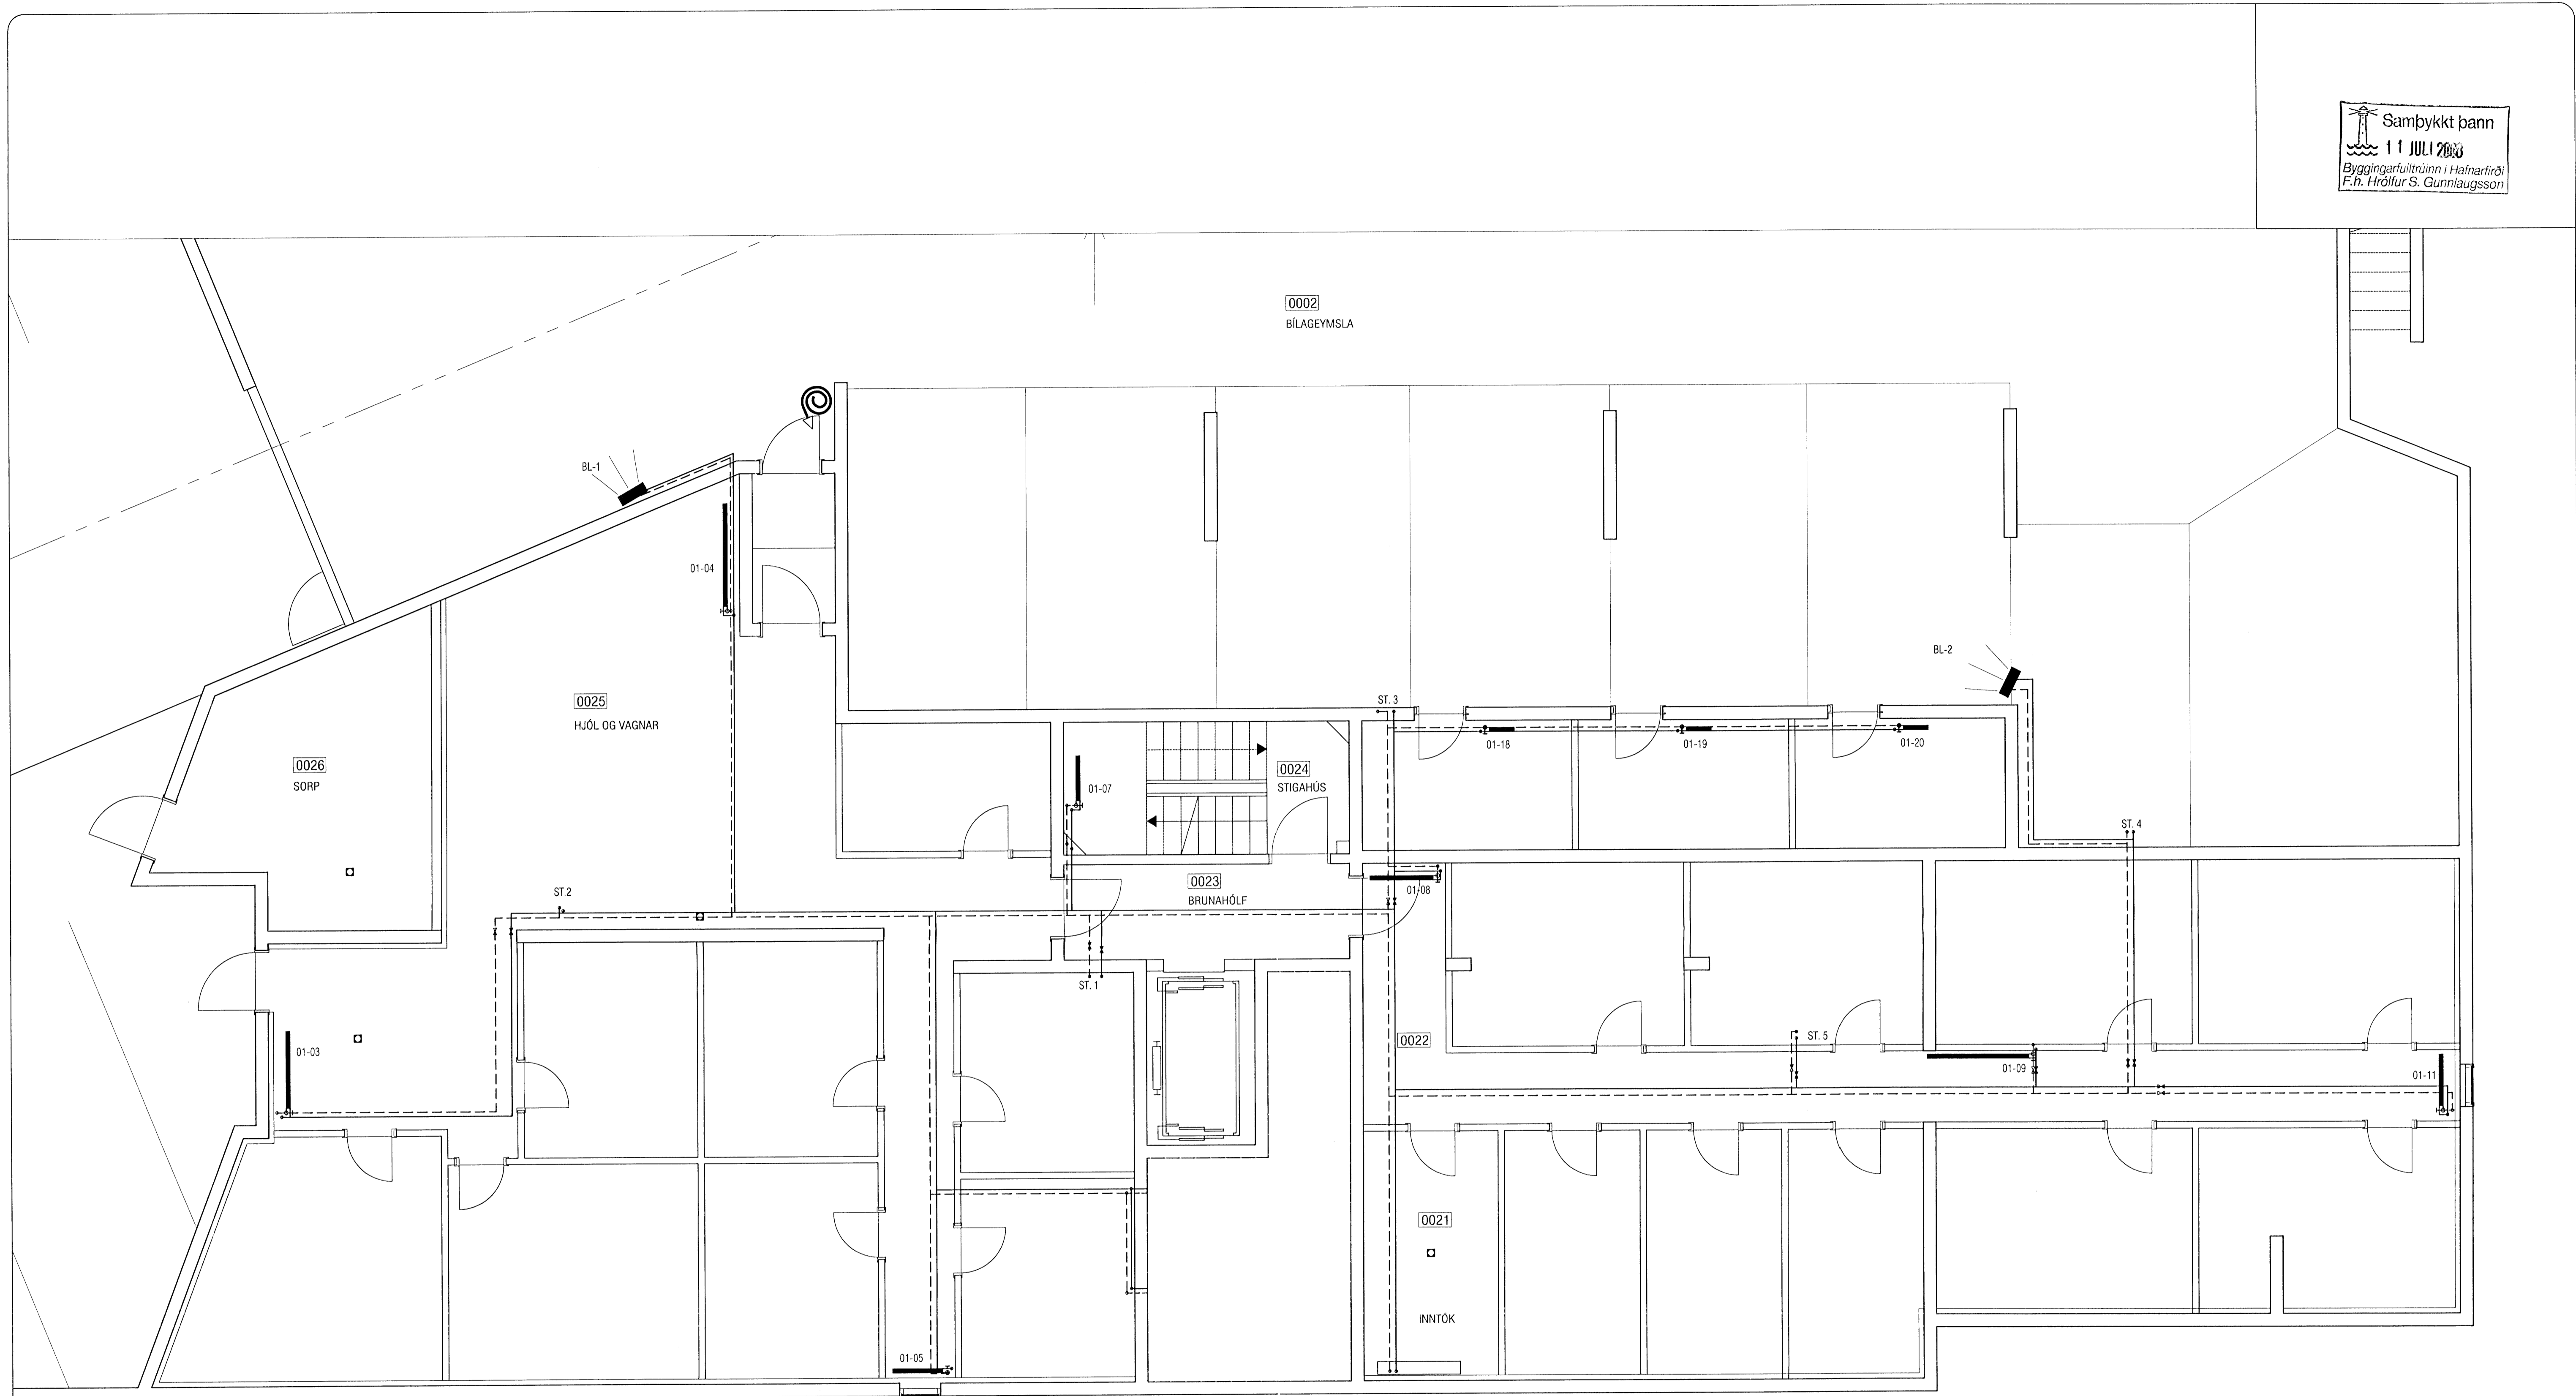 Samþykkt þann
11 JULI
Byggingarfulltrúinn í Hafnarfirði
F.h. Hrólfur S. Gunnlaugsson
0002
BÍLAGEYMSLA
BL-1
01-04
BL-2
0025
HJÓL OG VAGNAR
ST. 3
01-18
01-19
01-20
0026
SORP
01-07
0024
STIGAHÚS
ST. 4
ST.2
0023
BRUNAHÓLF
01-08
ST. 1
01-03
0022
ST. 5
01-09
01-11
0021
INNTÖK
01-05